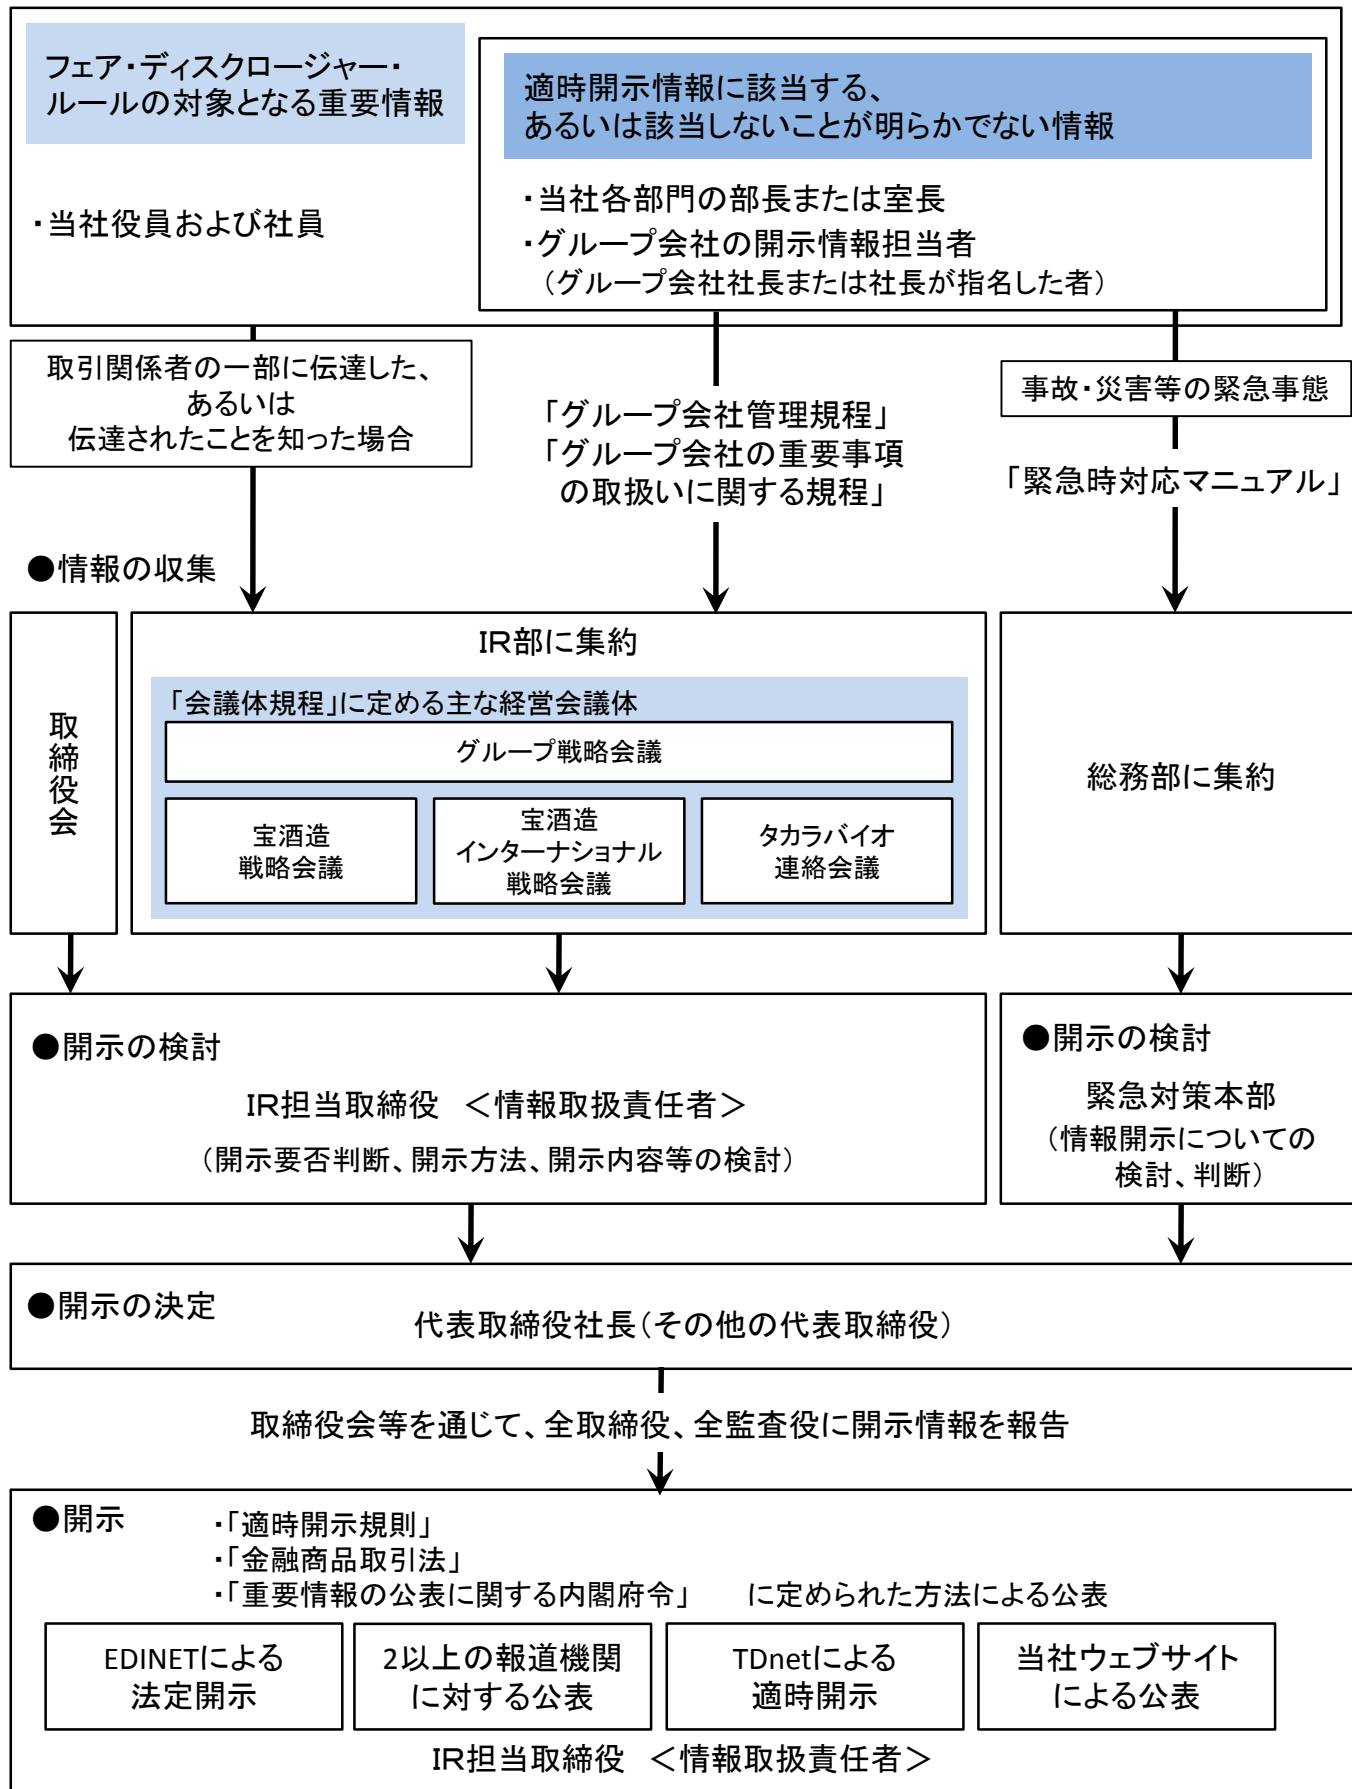 フェア・ディスクロージャー・
ルールの対象となる重要情報
・当社役員および社員
適時開示情報に該当する、
あるいは該当しないことが明らかでない情報
・当社各部門の部長または室長
・グループ会社の開示情報担当者
（グループ会社社長または社長が指名した者）
取引関係者の一部に伝達した、
あるいは
伝達されたことを知った場合
「グループ会社管理規程」
「グループ会社の重要事項
の取扱いに関する規程」
事故・災害等の緊急事態
「緊急時対応マニュアル」
●情報の収集
取締役会
IR部に集約
「会議体規程」に定める主な経営会議体
グループ戦略会議
宝酒造
戦略会議
宝酒造
インターナショナル
戦略会議
タカラバイオ
連絡会議
総務部に集約
●開示の検討
IR担当取締役　＜情報取扱責任者＞
（開示要否判断、開示方法、開示内容等の検討）
●開示の検討
緊急対策本部
（情報開示についての
検討、判断）
●開示の決定
代表取締役社長（その他の代表取締役）
取締役会等を通じて、全取締役、全監査役に開示情報を報告
●開示
・「適時開示規則」
・「金融商品取引法」
・「重要情報の公表に関する内閣府令」　に定められた方法による公表
EDINETによる
法定開示
2以上の報道機関
に対する公表
TDnetによる
適時開示
当社ウェブサイト
による公表
IR担当取締役　＜情報取扱責任者＞